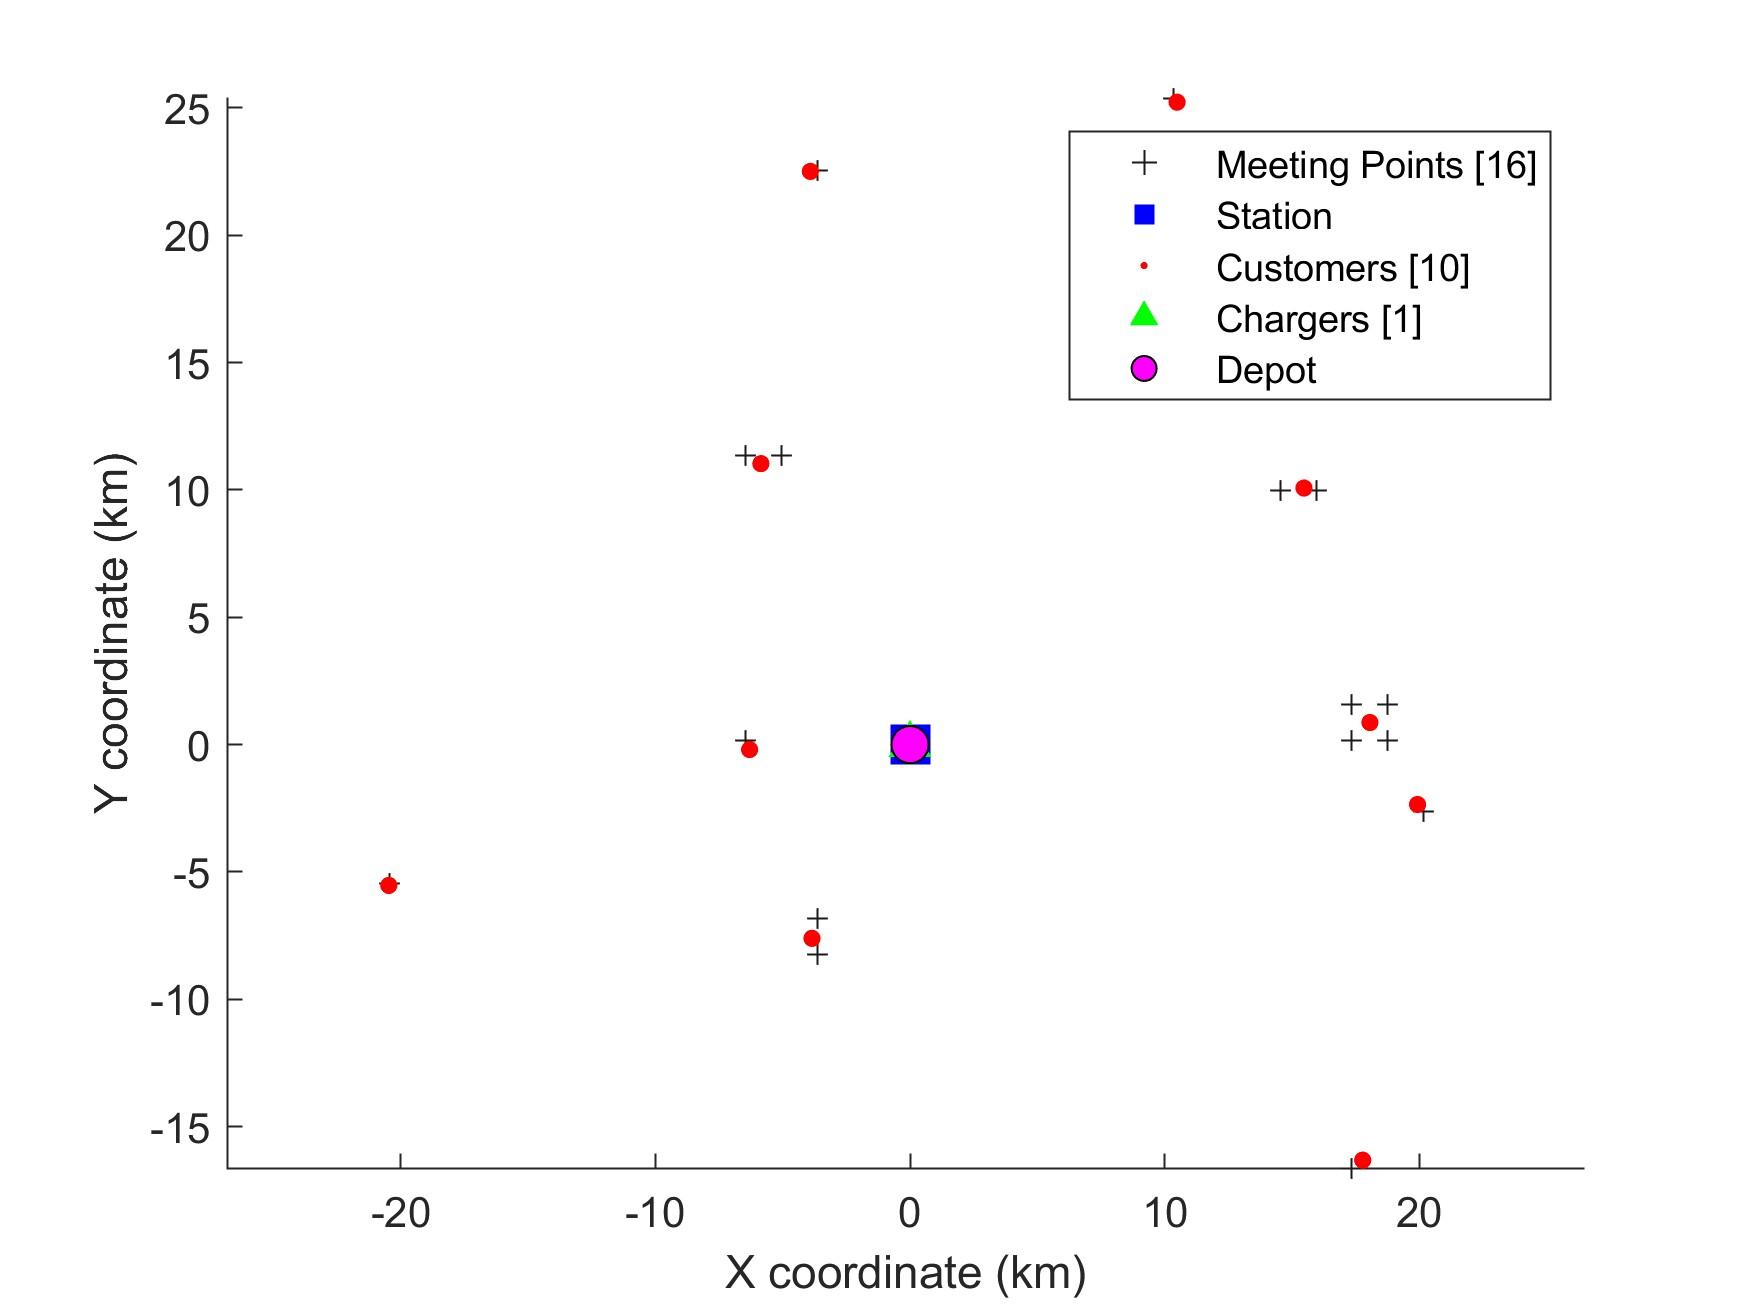 25
20
15
10
5
0
-5
-10
-15
Y coordinate (km)
Meeting Points [16]
Station
Customers [10]
Chargers [1]
Depot
-20 -10 0 10 20
X coordinate (km)